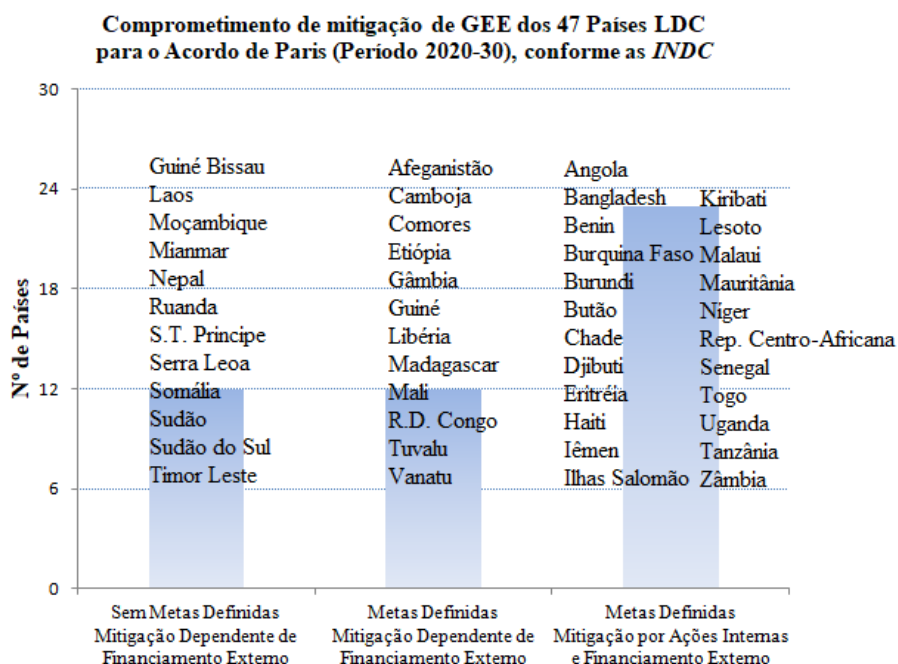 Comprometimento de mitigação de GEE dos 47 Países LDC
para o Acordo de Paris (Período 2020-30), conforme as INDC
Nº de Países
30
24
18
12
6
0
Guiné Bissau
Laos
Moçambique
Mianmar
Nepal
Ruanda
S.T. Principe
Serra Leoa
Somália
Sudão
Sudão do Sul
Timor Leste
Afeganistão
Camboja
Comores
Etiópia
Gâmbia
Guiné
Libéria
Madagascar
Mali
R.D. Congo
Tuvalu
Vanatu
Angola
Bangladesh
Benin
Burquina Faso
Burundi
Butão
Chade
Djibuti
Eritréia
Haiti
Iêmen
Ilhas Salomão
Kiribati
Lesoto
Malaui
Mauritânia
Níger
Rep. Centro-Africana
Senegal
Togo
Uganda
Tanzânia
Zâmbia
Sem Metas Definidas
Mitigação Dependente de
Financiamento Externo
Metas Definidas
Mitigação Dependente de
Financiamento Externo
Metas Definidas
Mitigação por Ações Internas
e Financiamento Externo